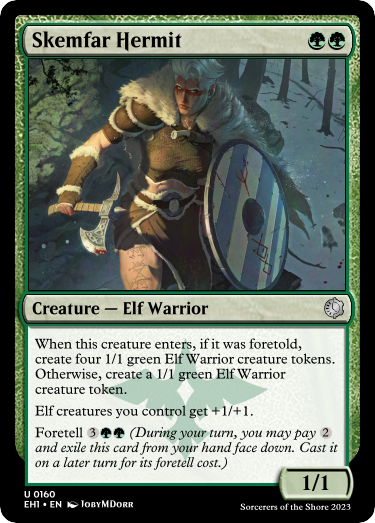 Skemfar Hermit
Creature — Elf Warrior
When this creature enters, if it was foretold,
create four 1/1 green Elf Warrior creature tokens.
Otherwise, create a 1/1 green Elf Warrior
creature token.
Elf creatures you control get +1/+1.
Foretell 3 (During your turn, you may pay 2
and exile this card from your hand face down. Cast it
on a later turn for its foretell cost.)
1/1
U 0160
EH1 • EN JobyMDorr
Sorcerers of the Shore 2023